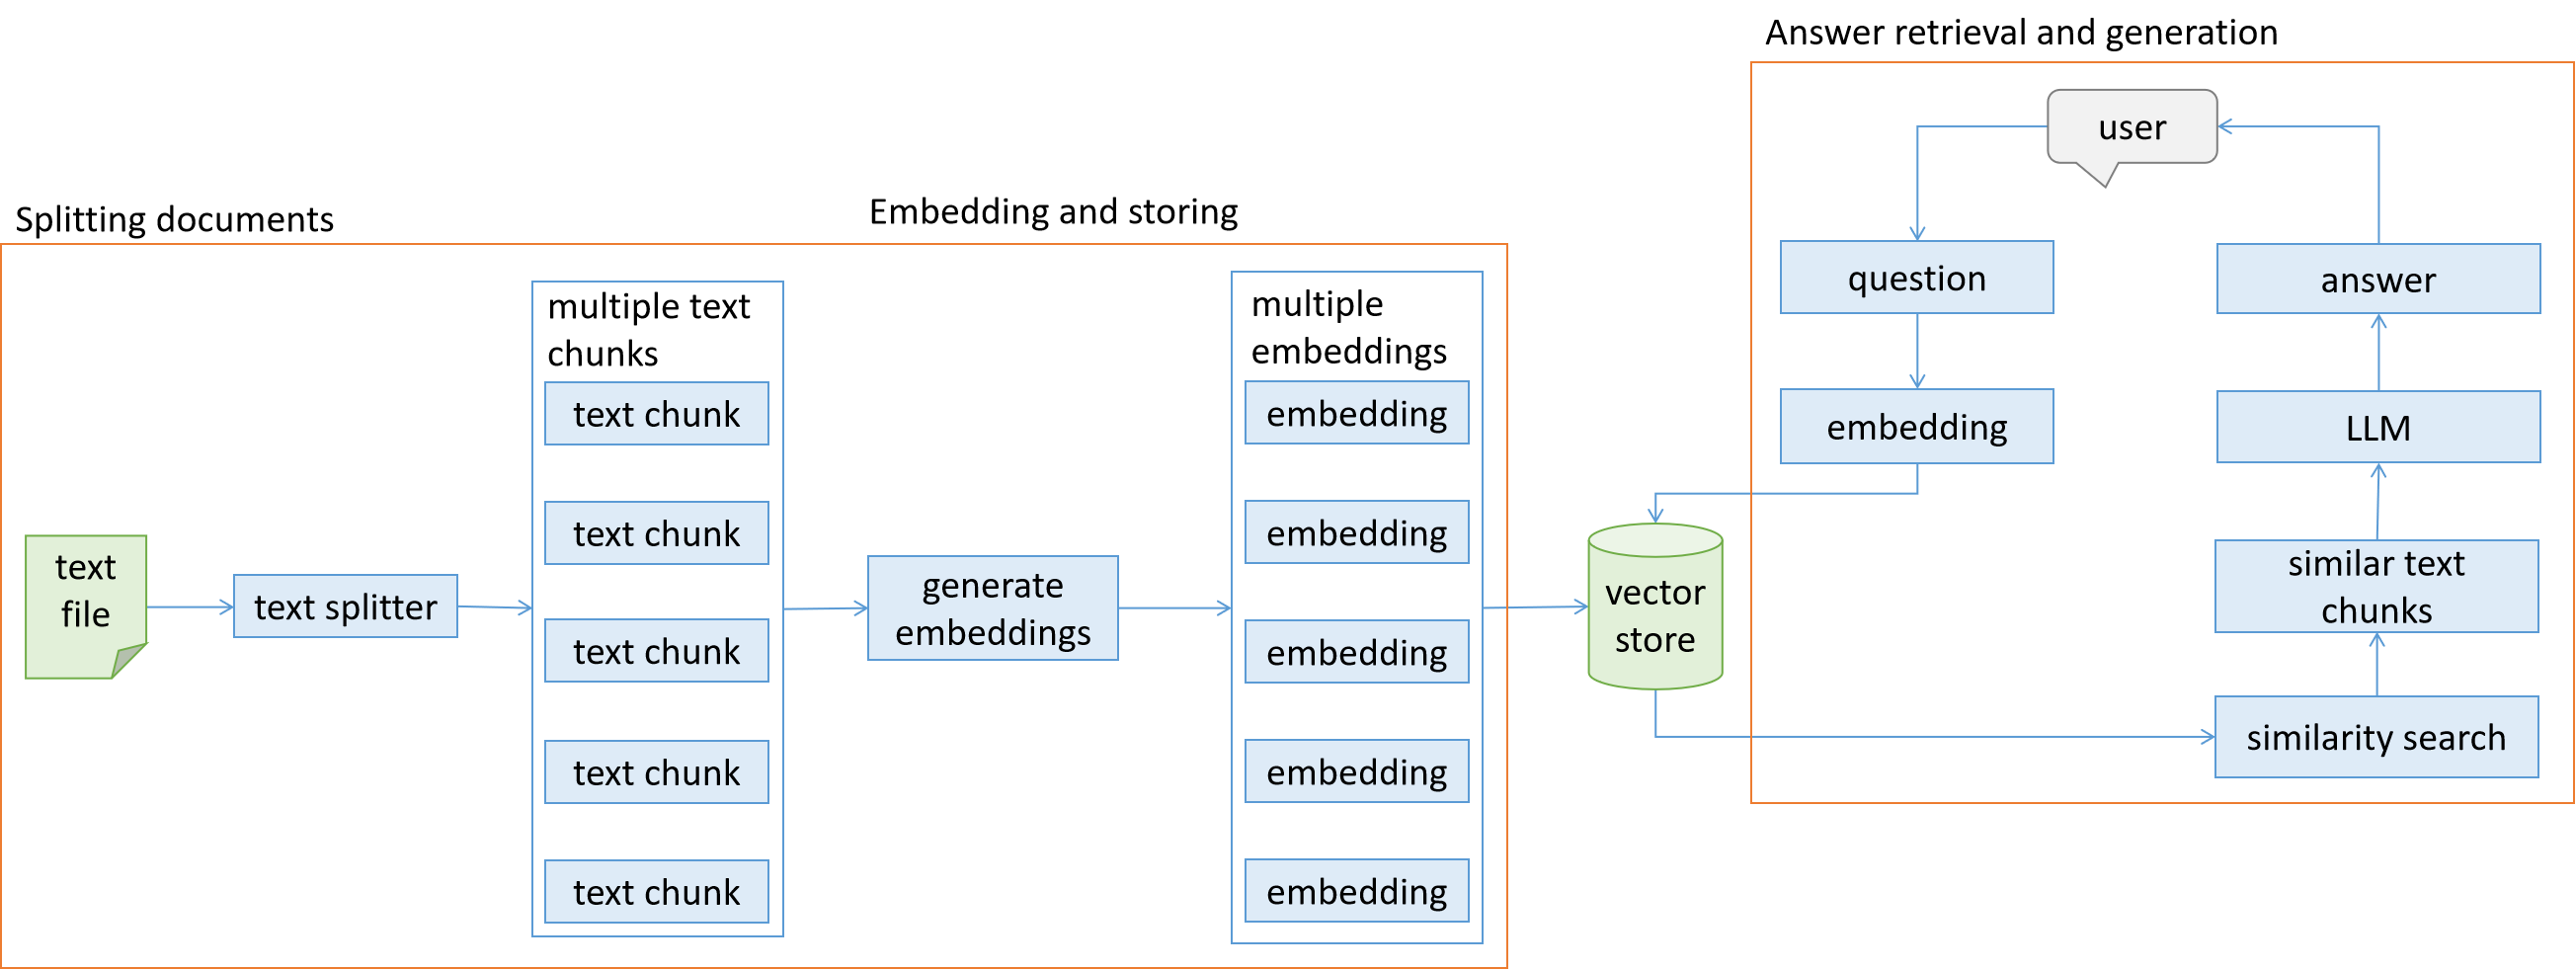 Splitting documents
text
file
text splitter
multiple text
chunks
text chunk
text chunk
text chunk
text chunk
text chunk
Embedding and storing
generate
embeddings
multiple
embeddings
embedding
embedding
embedding
embedding
embedding
vector
store
Answer retrieval and generation
user
question
embedding
answer
LLM
similar text
chunks
similarity search